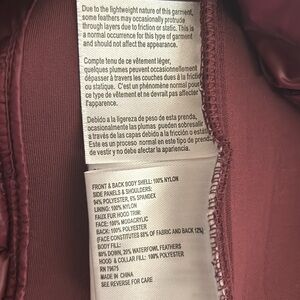 Due to the lightweight nature of this garment,
some feathers may occasionally protrude
through layers due to friction or static. This is
a normal occurrence for this type of garment
and should not affect the appearance.
Compte tenu de ce vêtement léger,
quelques plumes peuvent occasionnellement
dépasser à travers les couches dues à la friction
ou statique. C'est un phénomène normal pour
ce type de vêtement et ne devrait pas affecter
l'apparence.
Debido a la ligereza de peso de esta prenda,
ocasionalmente las plumas pueden sobresalir
a través de las capas debido a la fricción o estát
Este es un proceso normal en este tipo de prend
de vestir y no debe afectar la apariencia.
FRONT & BACK BODY SHELL: 100% NYLON
SIDE PANELS & SHOULDERS:
94% POLYESTER, 6% SPANDEX
LINING: 100% NYLON
FAUX FUR HOOD TRIM:
FACE: 100% MODACRYLIC
BACK: 100% POLYESTER
(FACE CONSTITUTES 88% OF FABRIC AND BACK 12%)
BODY FILL:
80% DOWN, 20% WATERFOWL FEATHERS
HOOD & COLLAR FILL: 100% POLYESTER
RN 79675
MADE IN CHINA
SEE REVERSE FOR CARE